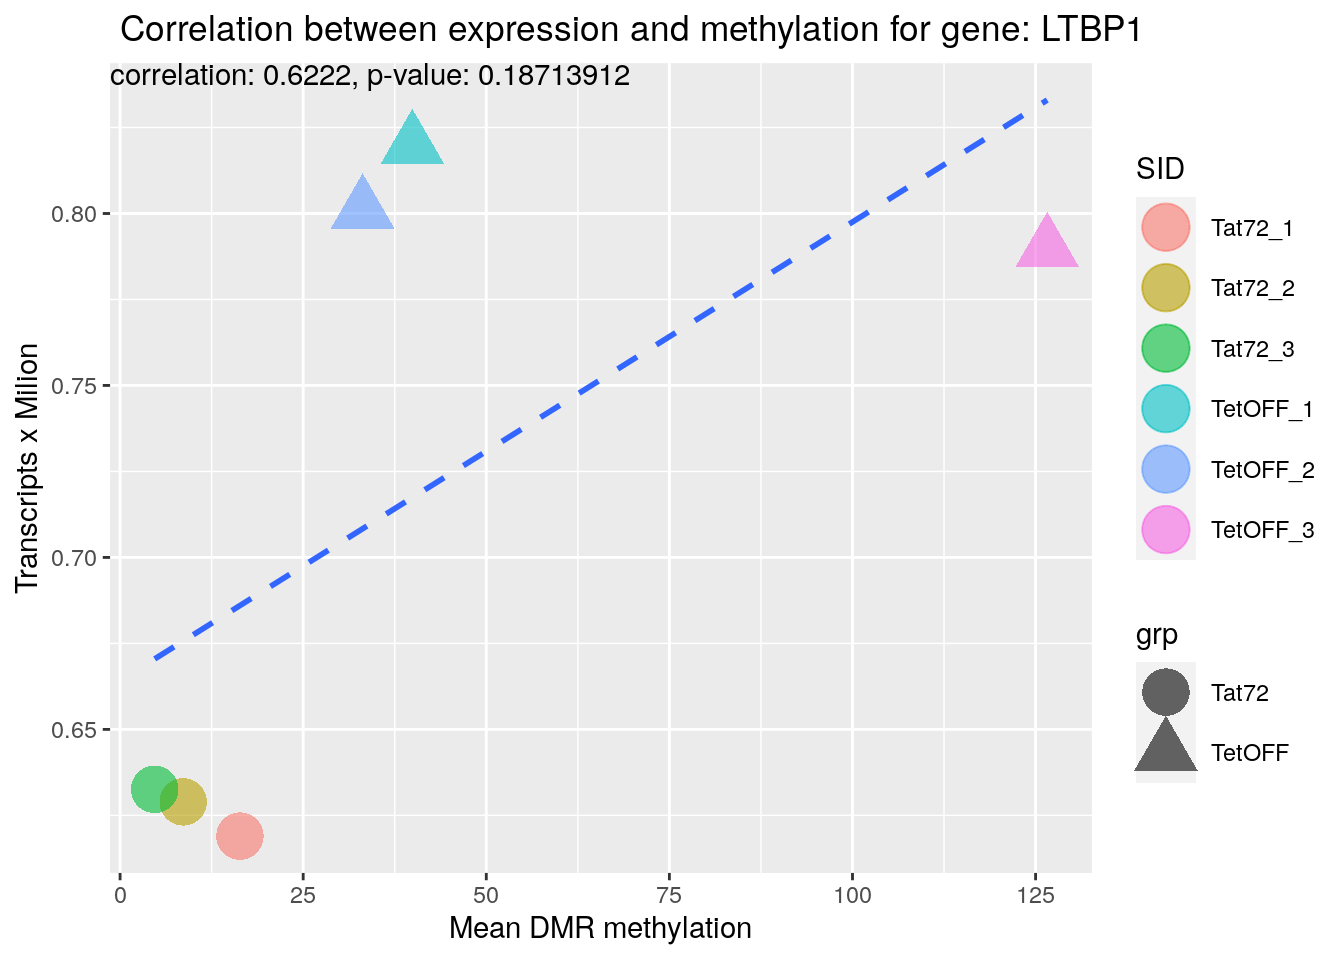 Correlation between expression and methylation for gene: LTBP1
correlation: 0.6222, p-value: 0.18713912
Transcripts x Milion
0.80
0.75
0.70
0.65
0
25
50
75
100
125
Mean DMR methylation
SID
Tat72_1
Tat72_2
Tat72_3
TetOFF_1
TetOFF_2
TetOFF_3
grp
Tat72
TetOFF